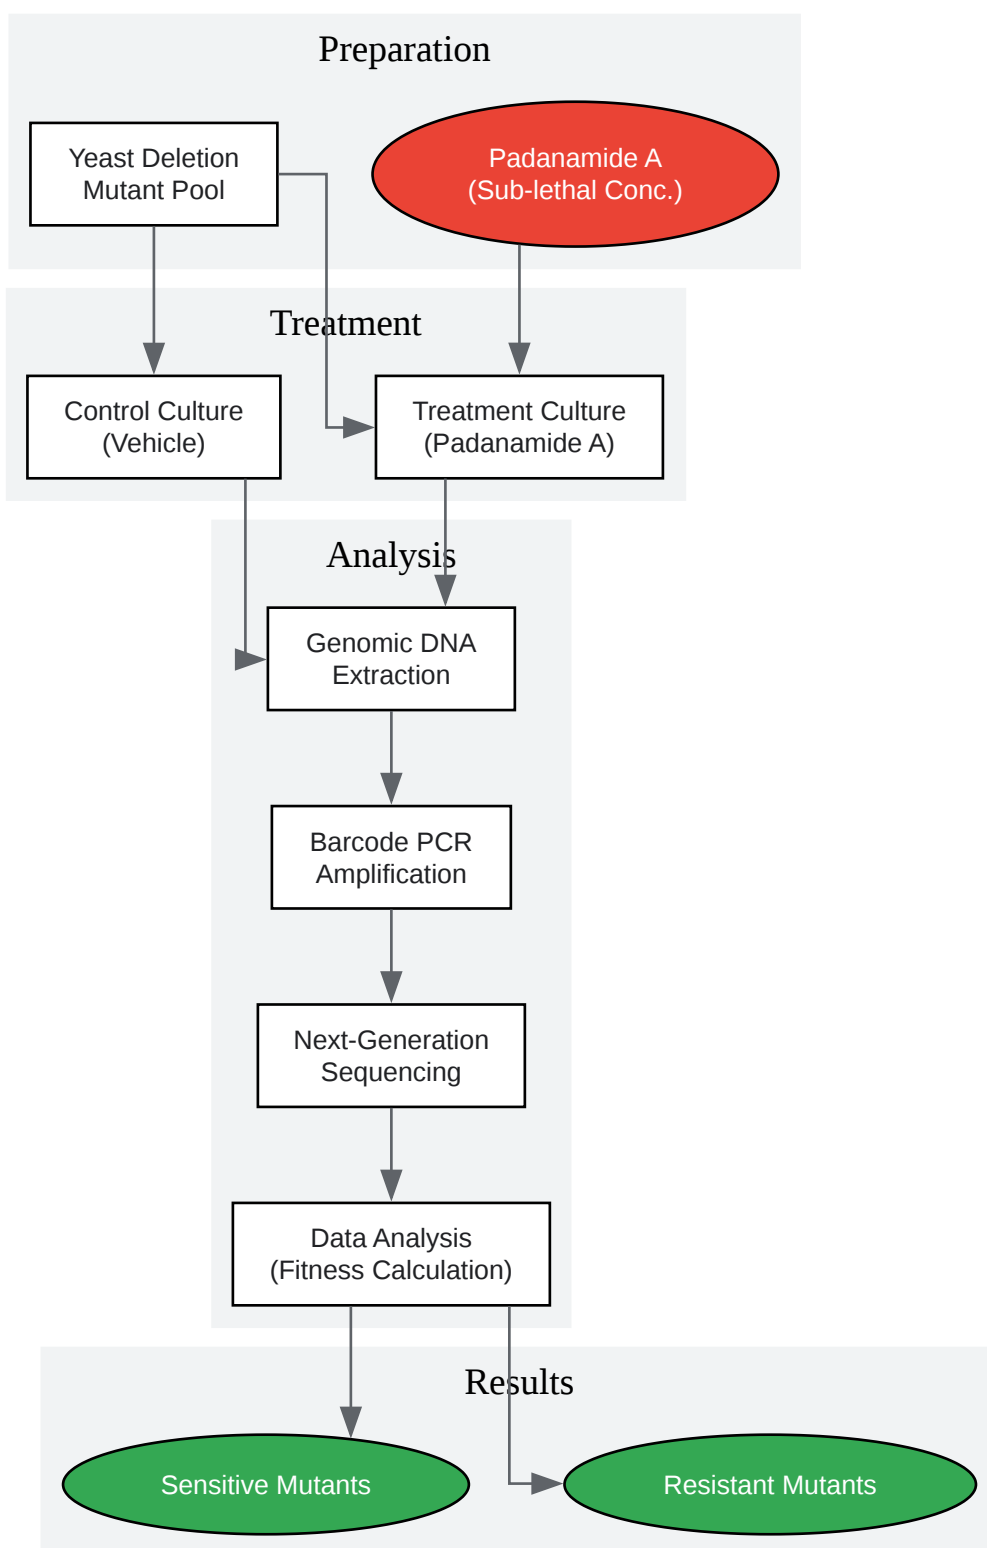 Preparation
Yeast Deletion
Mutant Pool
Padanamide A
(Sub-lethal Conc.)
Treatment
Control Culture
(Vehicle)
Treatment Culture
(Padanamide A)
Analysis
Genomic DNA
Extraction
Barcode PCR
Amplification
Next-Generation
Sequencing
Data Analysis
(Fitness Calculation)
Results
Sensitive Mutants
Resistant Mutants